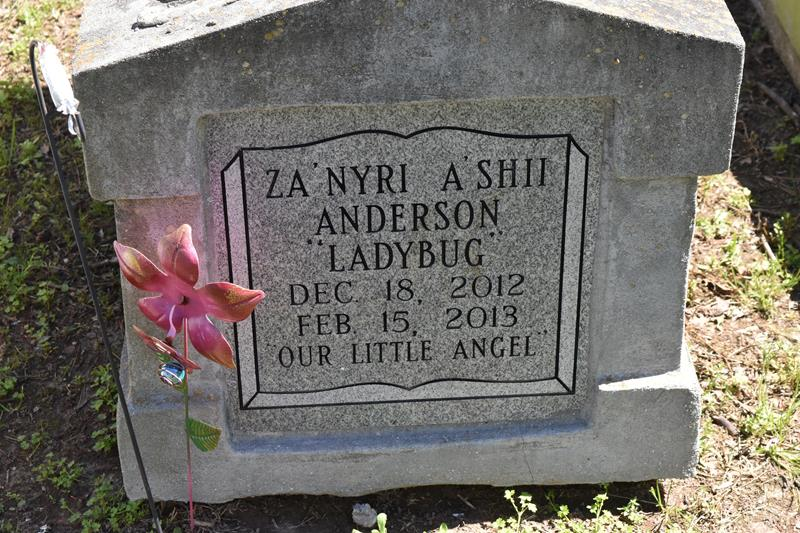 ZA'NYRI A'SHII
ANDERSON
"LADYBUG"
DEC. 18, 2012
FEB. 15, 2013
"OUR LITTLE ANGEL"